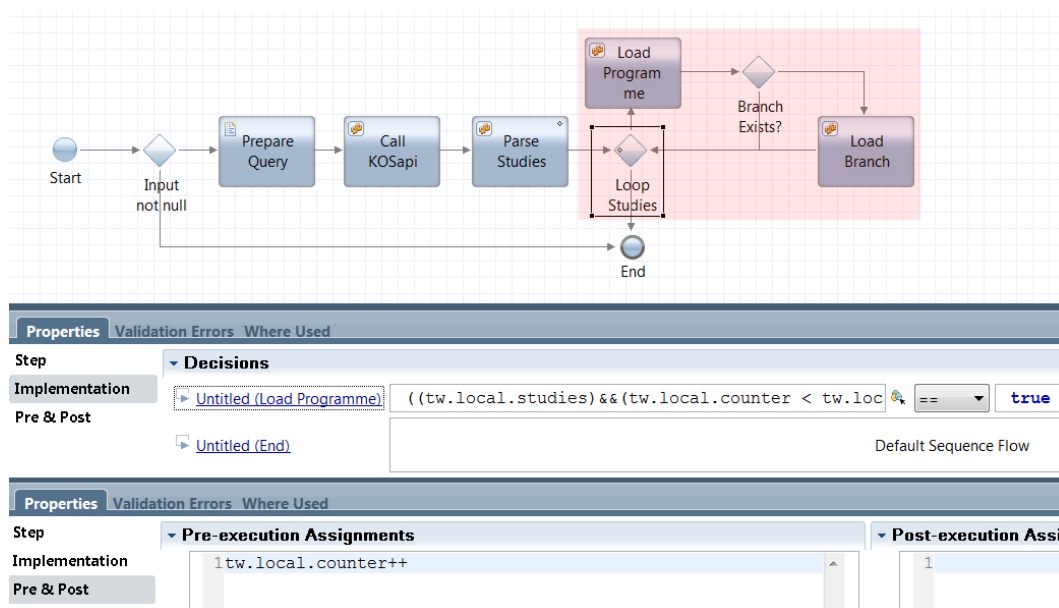 Load
Program
me
Branch
Exists?
Start
Input
not null
Prepare
Query
Call
KOSapi
Parse
Studies
Loop
Studies
Load
Branch
End
Properties Validation Errors Where Used
Step
Implementation
Pre & Post
Decisions
Untitled (Load Programme) ((tw.local.studies)&&(tw.local.counter < tw.loc == true
Untitled (End) Default Sequence Flow
Properties Validation Errors Where Used
Step
Implementation
Pre & Post
Pre-execution Assignments
1 tw.local.counter++
Post-execution Assi
1